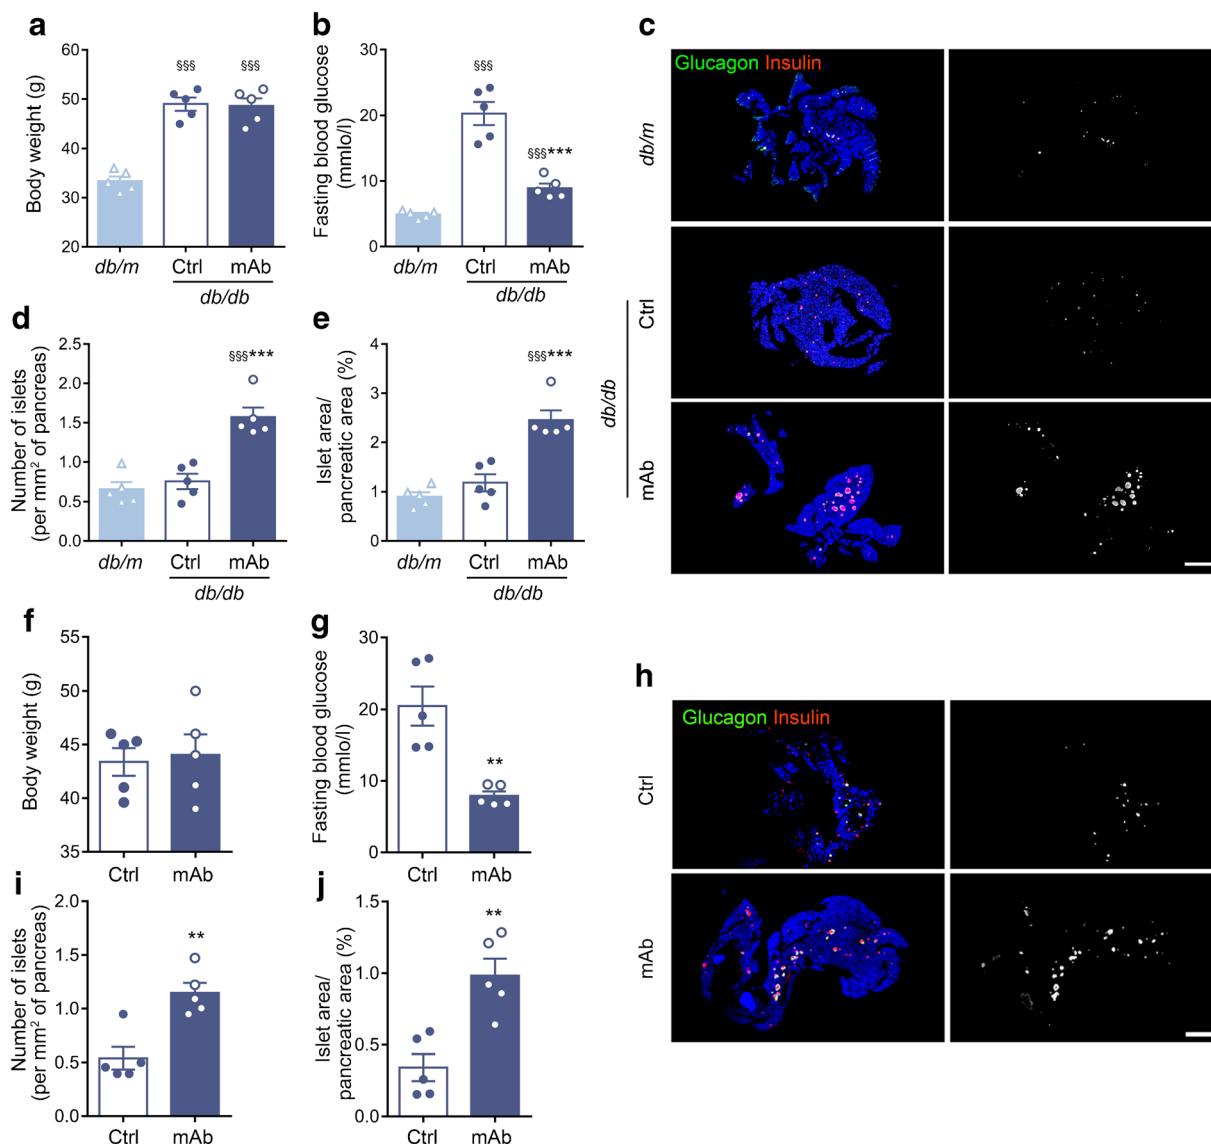 a
Body weight (g)
60
50
40
30
20
§§§
§§§
db/m
Ctrl
mAb
db/db
b
Fasting blood glucose
(mmlo/l)
30
20
10
0
§§§
§§§***
db/m
Ctrl
mAb
db/db
c
Glucagon Insulin
db/m
Ctrl
mAb
db/db
d
Number of islets
(per mm² of pancreas)
2.5
2.0
1.5
1.0
0.5
0.0
§§§***
db/m
Ctrl
mAb
db/db
e
Islet area/
pancreatic area (%)
4
3
2
1
0
§§§***
db/m
Ctrl
mAb
db/db
f
Body weight (g)
55
50
45
40
35
Ctrl
mAb
g
Fasting blood glucose
(mmlo/l)
30
20
10
0
**
Ctrl
mAb
h
Glucagon Insulin
Ctrl
mAb
i
Number of islets
(per mm² of pancreas)
2.0
1.5
1.0
0.5
0.0
**
Ctrl
mAb
j
Islet area/
pancreatic area (%)
1.5
1.0
0.5
0.0
**
Ctrl
mAb